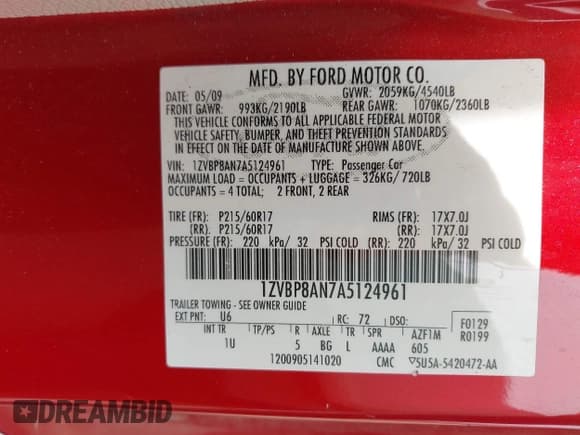 MFD. BY FORD MOTOR CO.
DATE: 05/09 GVWR: 2059KG/4540LB
FRONT GAWR: 993KG/2190LB REAR GAWR: 1070KG/2360LB
THIS VEHICLE CONFORMS TO ALL APPLICABLE FEDERAL MOTOR
VEHICLE SAFETY, BUMPER, AND THEFT PREVENTION STANDARDS
IN EFFECT ON THE DATE OF MANUFACTURE SHOWN ABOVE.
VIN: 1ZVBP8AN7A5124961 TYPE: Passenger Car
MAXIMUM LOAD = OCCUPANTS + LUGGAGE = 326KG/720LB
OCCUPANTS = 4 TOTAL; 2 FRONT, 2 REAR
TIRE (FR): P215/60R17 RIMS (FR): 17X7.0J
(RR): P215/60R17 (RR): 17X7.0J
PRESSURE (FR): 220 kPa/ 32 PSI COLD (RR): 220 kPa/ 32 PSI COLD
1ZVBP8AN7A5124961
TRAILER TOWING - SEE OWNER GUIDE
EXT PNT: U6 RC: 72 DSO: F0129
INT TR TP/PS R AXLE TR SPR AZF1M R0199
1U 5 BG L AAAA 605
1200905141020 CMC ▽5U5A-5420472-AA
DREAMBID